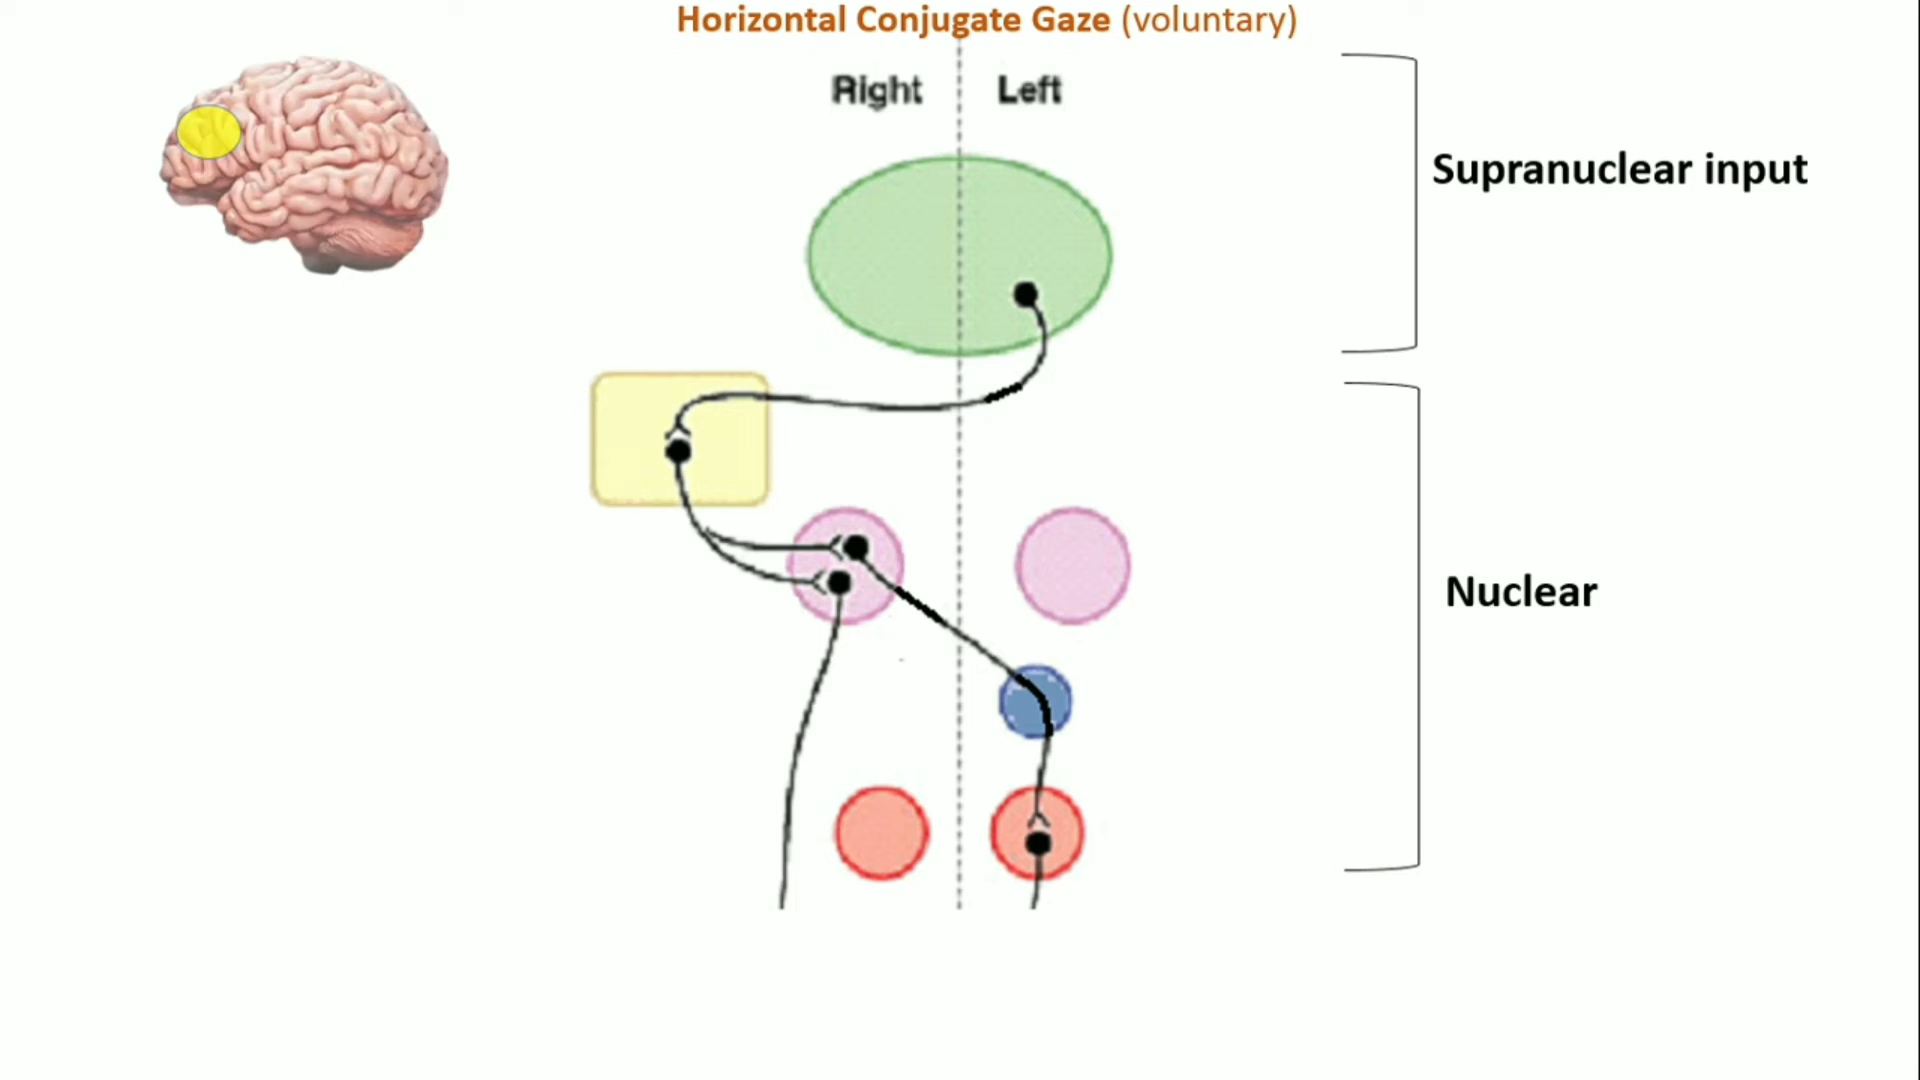 Horizontal Conjugate Gaze (voluntary)
Right
Left
Supranuclear input
Nuclear